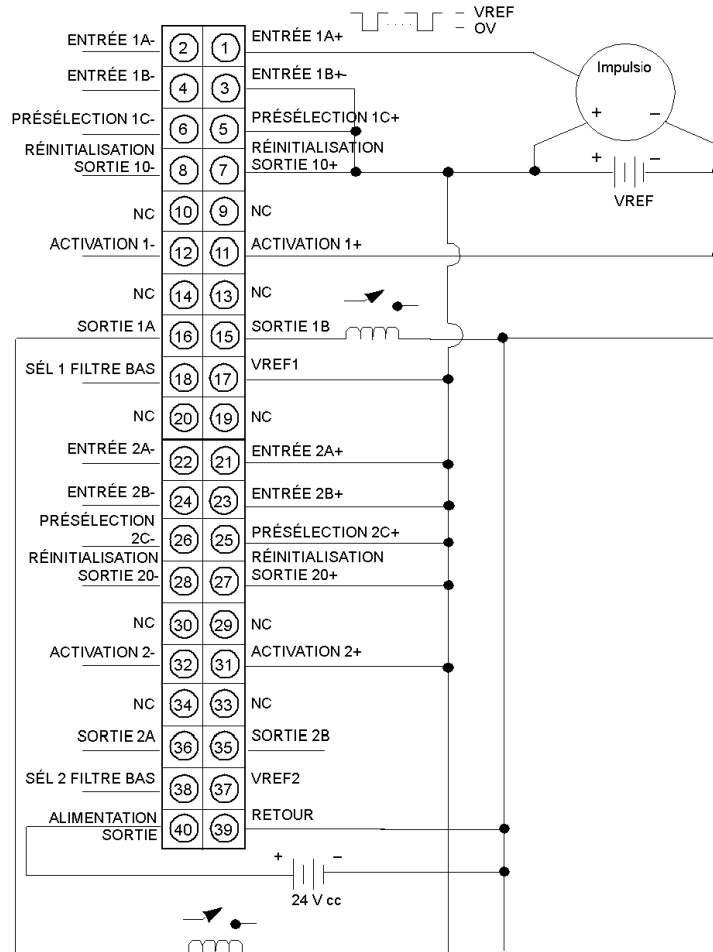 VREF
OV
ENTRÉE 1A- 2 1 ENTRÉE 1A+
Impulsio
ENTRÉE 1B- 4 3 ENTRÉE 1B+-
+ −
PRÉSÉLECTION 1C- 6 5 PRÉSÉLECTION 1C+
RÉINITIALISATION
SORTIE 10- 8 7 RÉINITIALISATION
SORTIE 10+
+ −
VREF
NC 10 9 NC
ACTIVATION 1- 12 11 ACTIVATION 1+
NC 14 13 NC
SORTIE 1A 16 15 SORTIE 1B
SÉL 1 FILTRE BAS 18 17 VREF1
NC 20 19 NC
ENTRÉE 2A- 22 21 ENTRÉE 2A+
ENTRÉE 2B- 24 23 ENTRÉE 2B+
PRÉSÉLECTION
2C- 26 25 PRÉSÉLECTION 2C+
RÉINITIALISATION
SORTIE 20- 28 27 RÉINITIALISATION
SORTIE 20+
NC 30 29 NC
ACTIVATION 2- 32 31 ACTIVATION 2+
NC 34 33 NC
SORTIE 2A 36 35 SORTIE 2B
SÉL 2 FILTRE BAS 38 37 VREF2
ALIMENTATION
SORTIE 40 39 RETOUR
+ −
24 V cc